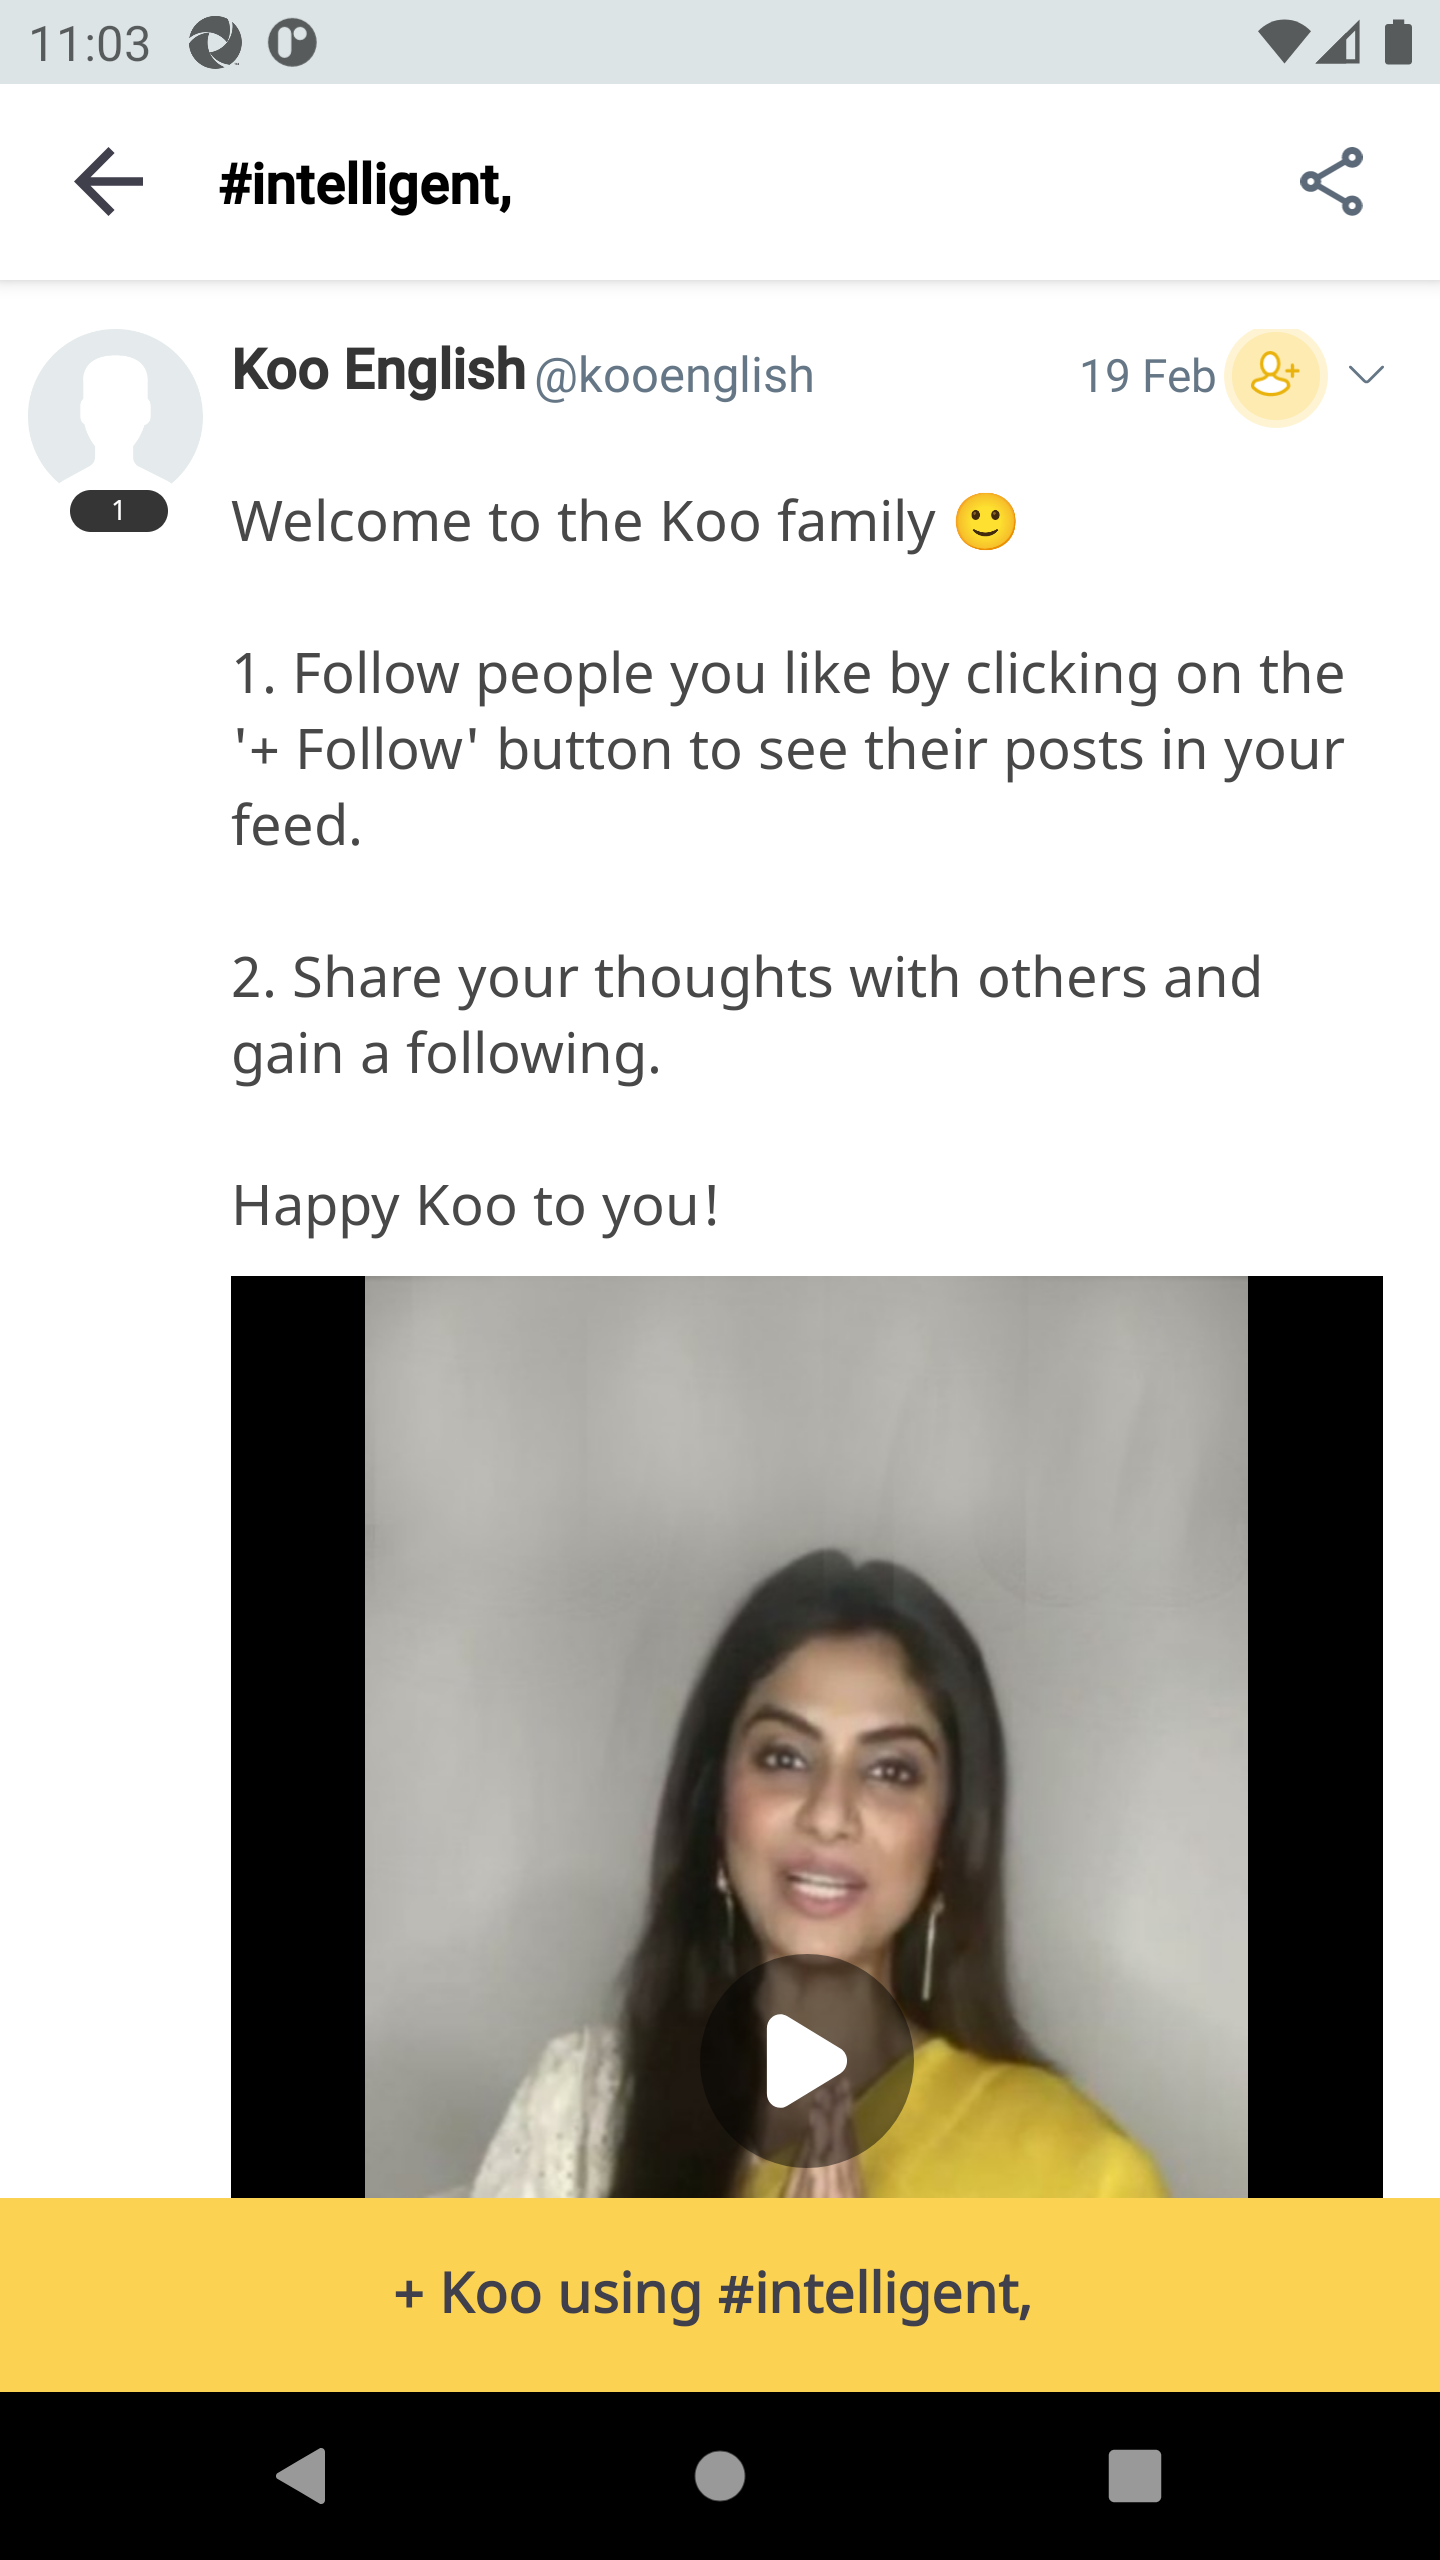 11:03
#intelligent,
Koo English @kooenglish 19 Feb
1
Welcome to the Koo family 🙂
1. Follow people you like by clicking on the
'+ Follow' button to see their posts in your
feed.
2. Share your thoughts with others and
gain a following.
Happy Koo to you!
+ Koo using #intelligent,